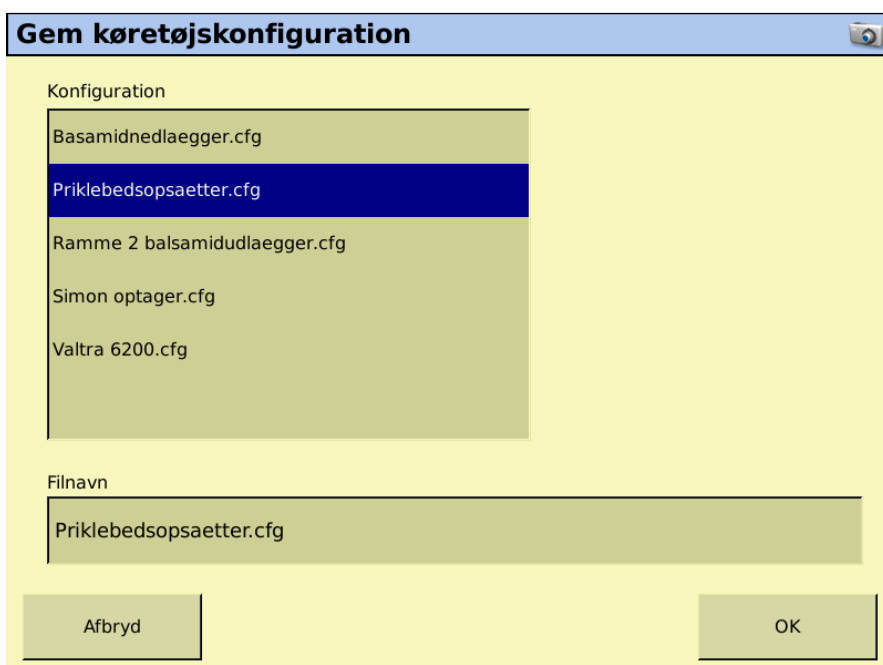 Gem køretøjskonfiguration
Konfiguration
Basamidnedlaegger.cfg
Priklebedsopsaetter.cfg
Ramme 2 balsamidudlaegger.cfg
Simon optager.cfg
Valtra 6200.cfg
Filnavn
Priklebedsopsaetter.cfg
Afbryd
OK